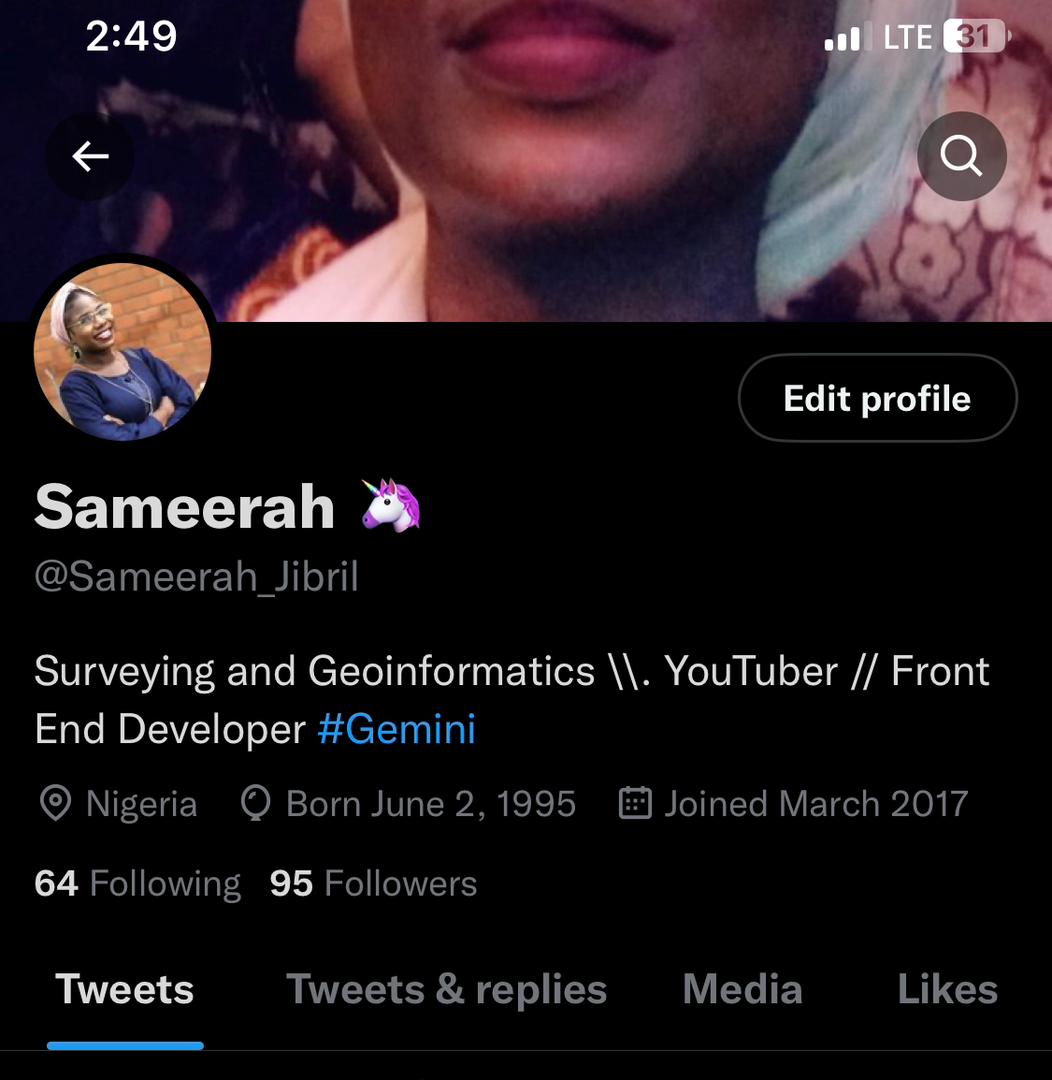 2:49 LTE 31
Edit profile
Sameerah 🦄
@Sameerah_Jibril
Surveying and Geoinformatics \\. YouTuber // Front
End Developer #Gemini
Nigeria Born June 2, 1995 Joined March 2017
64 Following 95 Followers
Tweets Tweets & replies Media Likes